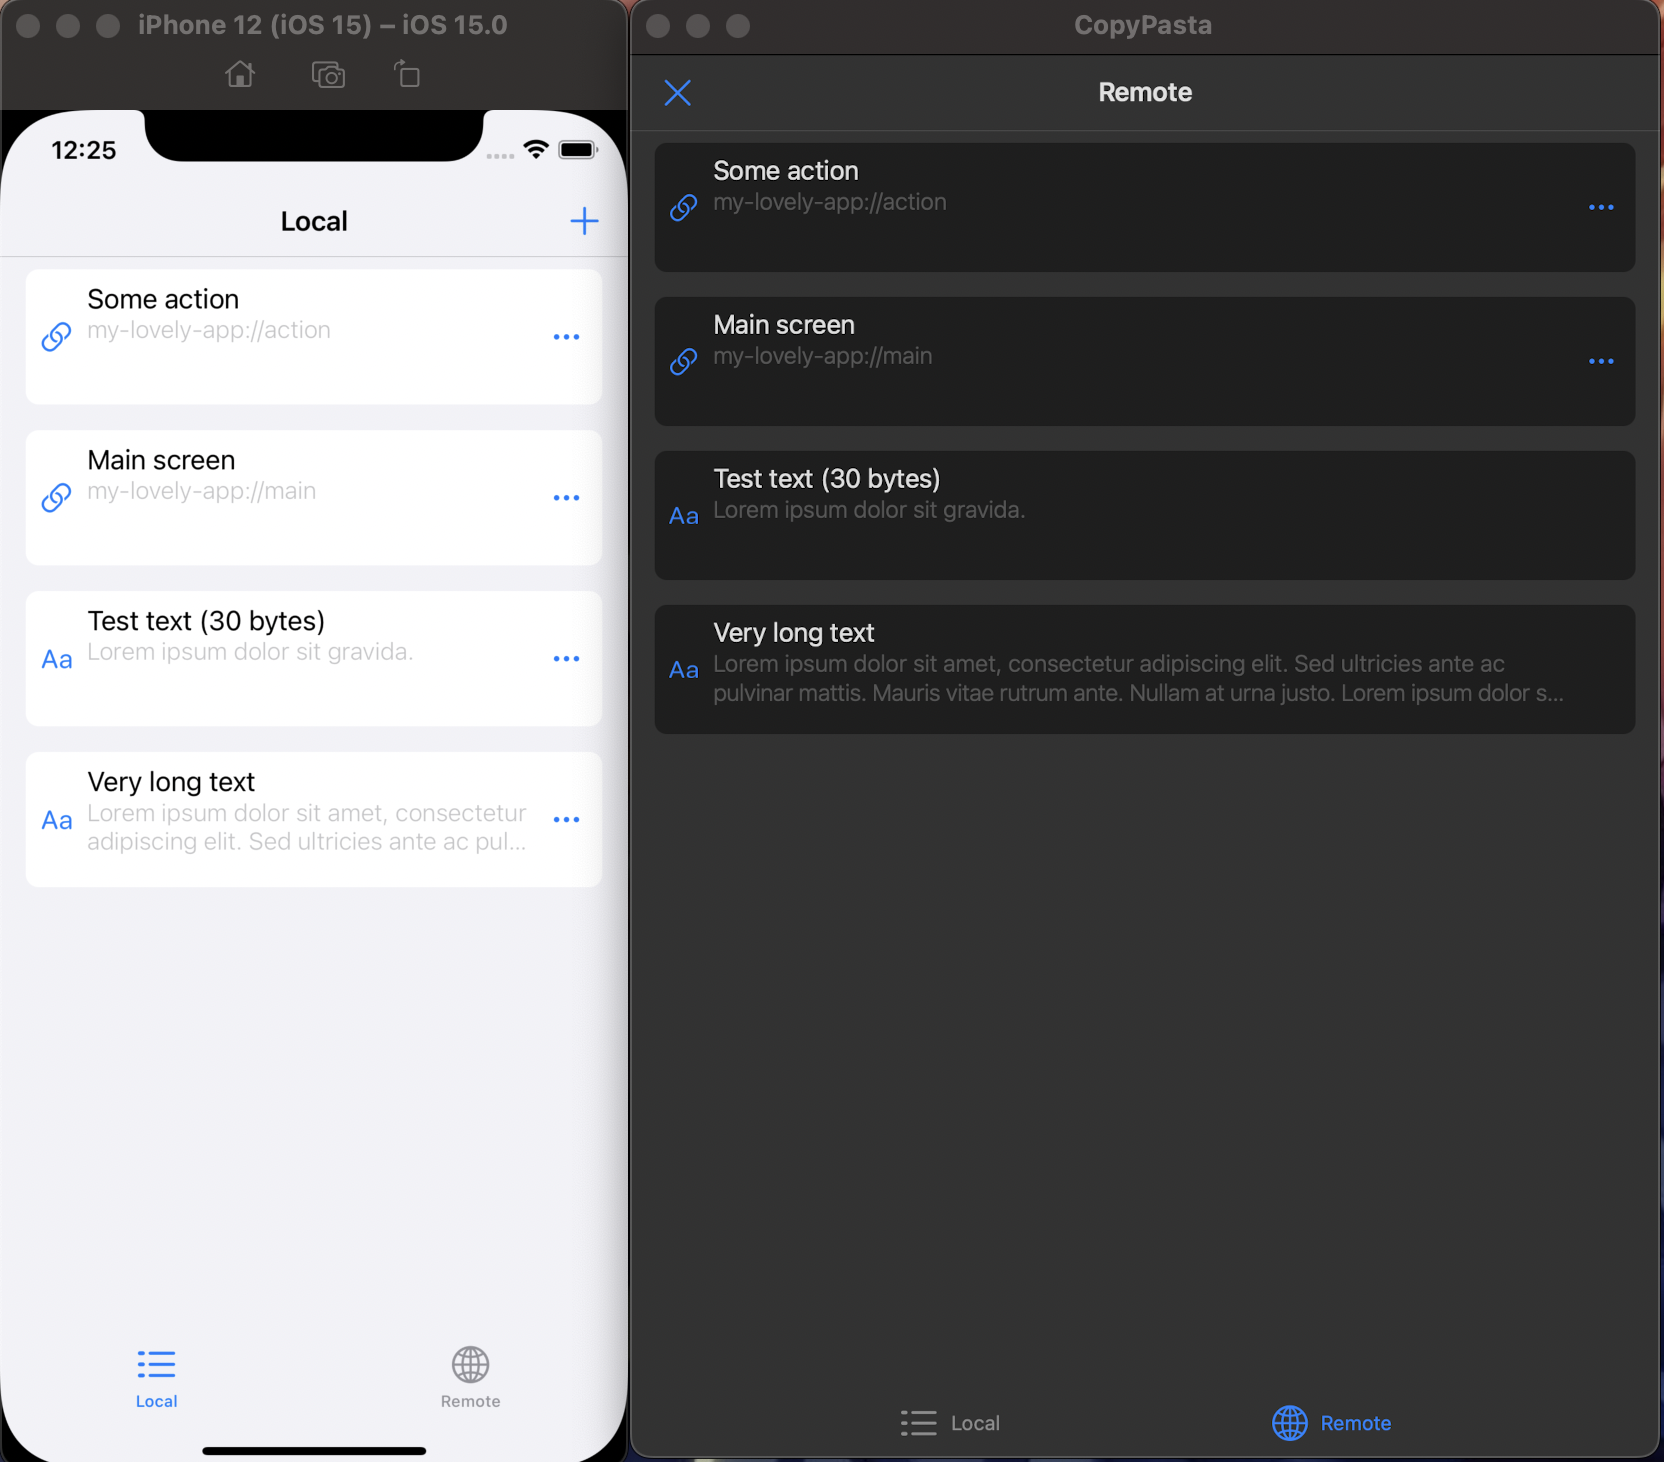 iPhone 12 (iOS 15) – iOS 15.0
12:25
Local
Some action
my-lovely-app://action
Main screen
my-lovely-app://main
Test text (30 bytes)
Aa
Lorem ipsum dolor sit gravida.
Very long text
Aa
Lorem ipsum dolor sit amet, consectetur
adipiscing elit. Sed ultricies ante ac pul...
Local
Remote
CopyPasta
Remote
Some action
my-lovely-app://action
Main screen
my-lovely-app://main
Test text (30 bytes)
Aa
Lorem ipsum dolor sit gravida.
Very long text
Aa
Lorem ipsum dolor sit amet, consectetur adipiscing elit. Sed ultricies ante ac
pulvinar mattis. Mauris vitae rutrum ante. Nullam at urna justo. Lorem ipsum dolor s...
Local
Remote